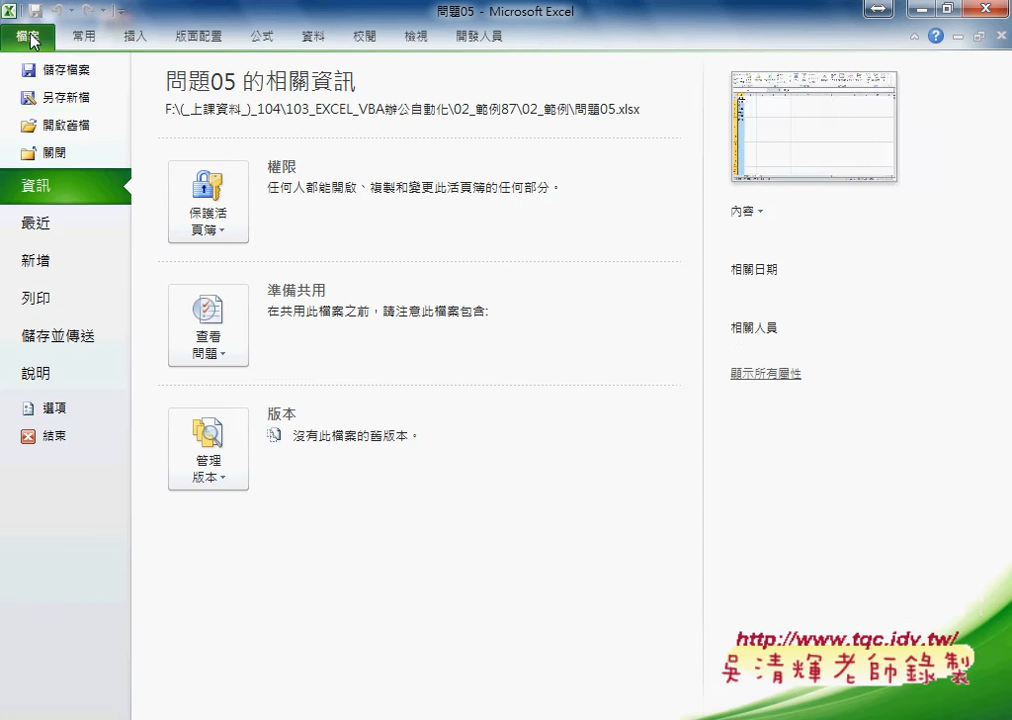 問題05 - Microsoft Excel
檔案 常用 插入 版面配置 公式 資料 校閱 檢視 開發人員
儲存檔案
另存新檔
開啟舊檔
關閉
資訊
最近
新增
列印
儲存並傳送
說明
選項
結束
問題05 的相關資訊
F:\(_上課資料_)_104\103_EXCEL_VBA辦公自動化\02_範例87\02_範例\問題05.xlsx
保護活
頁簿
權限
任何人都能開啟、複製和變更此活頁簿的任何部分。
查看
問題
準備共用
在共用此檔案之前，請注意此檔案包含:
管理
版本
版本
沒有此檔案的舊版本。
內容
相關日期
相關人員
顯示所有屬性
http://www.tqc.idv.tw/
吳清輝老師錄製